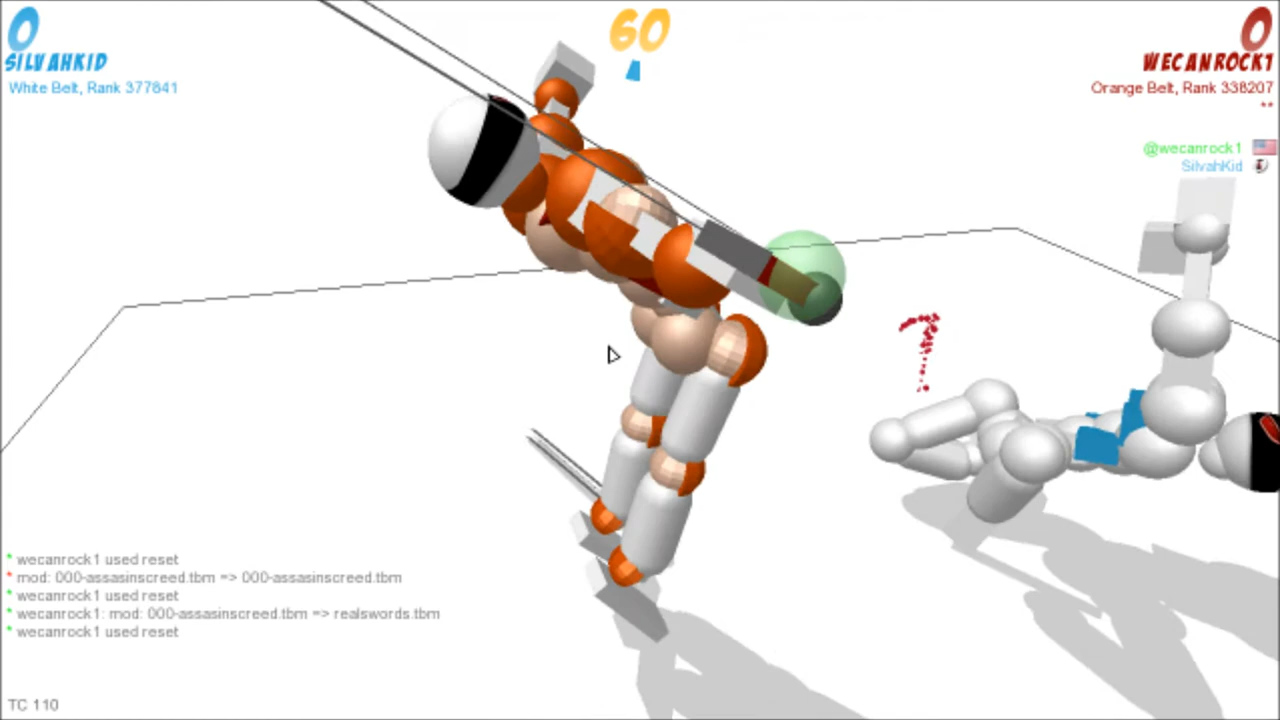 0
SILVAHKID
White Belt, Rank 377841
60
0
WECANROCK1
Orange Belt, Rank 338207
**
@wecanrock1
SilvahKid
* wecanrock1 used reset
* mod: 000-assasinscreed.tbm => 000-assasinscreed.tbm
* wecanrock1 used reset
* wecanrock1: mod: 000-assasinscreed.tbm => realswords.tbm
* wecanrock1 used reset
TC 110